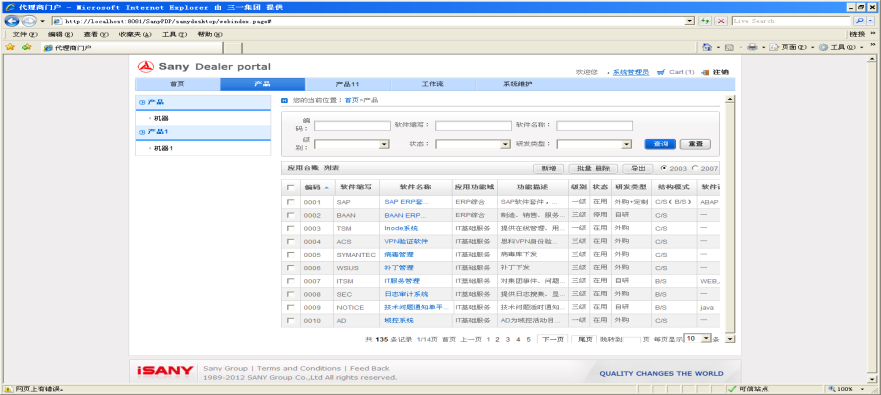 代理商门户 - Microsoft Internet Explorer 由 三一集团 提供
http://localhost:8081/SanyPDP/sanydesktop/webindex.page#
Live Search
文件(F) 编辑(E) 查看(V) 收藏夹(A) 工具(T) 帮助(H) 链接
代理商门户 页面(P) 工具(O)
Sany Dealer portal
欢迎您 , 系统管理员 Cart (1) 注销
首页 产品 产品11 工作流 系统维护
产品
机器
产品1
机器1
您的当前位置：首页>产品
编码： 软件缩写： 软件名称：
级别： 状态： 研发类型： 查询 重置
应用台帐 列表 新增 批量 删除 导出 2003 2007
编码 软件缩写 软件名称 应用功能域 功能描述 级别 状态 研发类型 结构模式
0001 SAP SAP ERP套... ERP综合 SAP软件套件，... 一级 在用 外购+定制 C/S ( B/S ) ABAP
0002 BAAN BAAN ERP... ERP综合 制造、销售、服务... 三级 停用 自研 C/S —
0003 TSM Inode系统 IT基础服务 提供在线管理、用... 一级 在用 外购 C/S —
0004 ACS VPN验证软件 IT基础服务 思科VPN身份验... 三级 在用 外购 C/S —
0005 SYMANTEC 病毒管理 IT基础服务 病毒库下发 三级 在用 外购 C/S —
0006 WSUS 补丁管理 IT基础服务 补丁下发 三级 在用 外购 C/S —
0007 ITSM IT服务管理 IT基础服务 对集团事件、问题... 三级 在用 自研 B/S WEB..
0008 SEC 日志审计系统 IT基础服务 提供日志搜集、显... 三级 在用 外购 B/S —
0009 NOTICE 技术问题通知单平... IT基础服务 技术问题适时通知... 三级 在用 自研 B/S java
0010 AD 域控系统 IT基础服务 AD为域控活动目... 一级 在用 外购 C/S —
共 135 条记录 1/14页 首页 上一页 1 2 3 4 5 下一页 尾页 跳转到 页 每页显示 10 条
iSANY Sany Group | Terms and Conditions | Feed Back
1989-2012 SANY Group Co.,Ltd All rights reserved.
QUALITY CHANGES THE WORLD
网页上有错误。 可信站点 100%